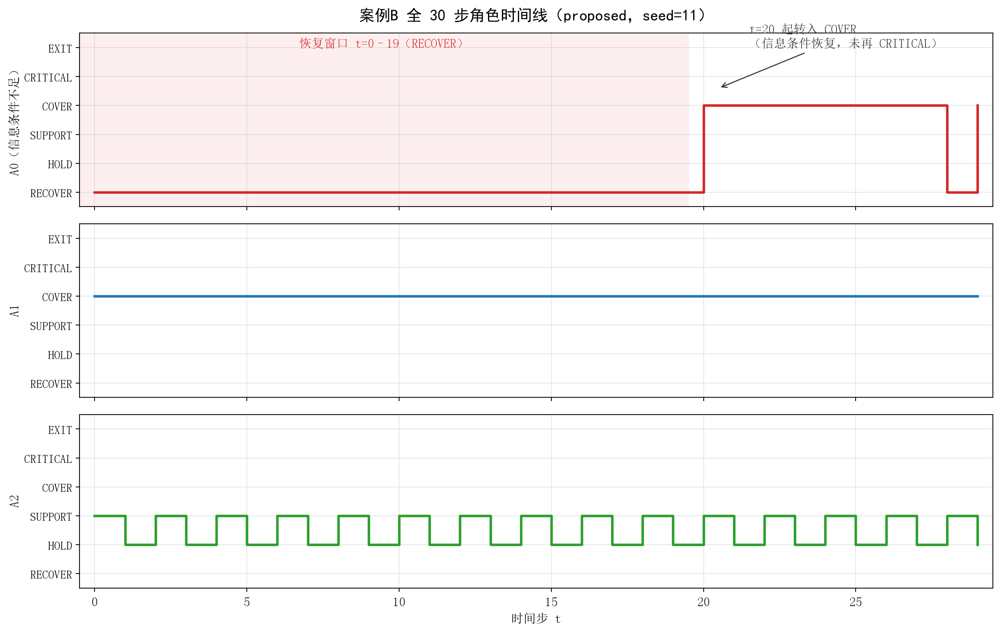 案例B 全 30 步角色时间线（proposed, seed=11）
t=20 起转入 COVER
（信息条件恢复，未再 CRITICAL）
恢复窗口 t=0–19（RECOVER）
A0（信息条件不足）
EXIT
CRITICAL
COVER
SUPPORT
HOLD
RECOVER
A1
EXIT
CRITICAL
COVER
SUPPORT
HOLD
RECOVER
A2
EXIT
CRITICAL
COVER
SUPPORT
HOLD
RECOVER
0 5 10 15 20 25
时间步 t